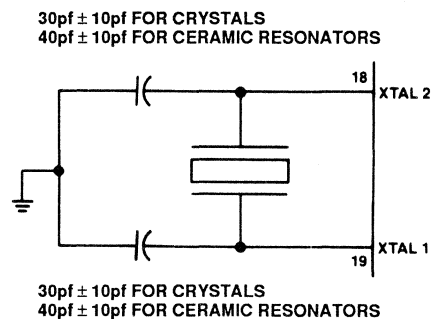 30pf ± 10pf FOR CRYSTALS
40pf ± 10pf FOR CERAMIC RESONATORS
18
XTAL 2
XTAL 1
19
30pf ± 10pf FOR CRYSTALS
40pf ± 10pf FOR CERAMIC RESONATORS